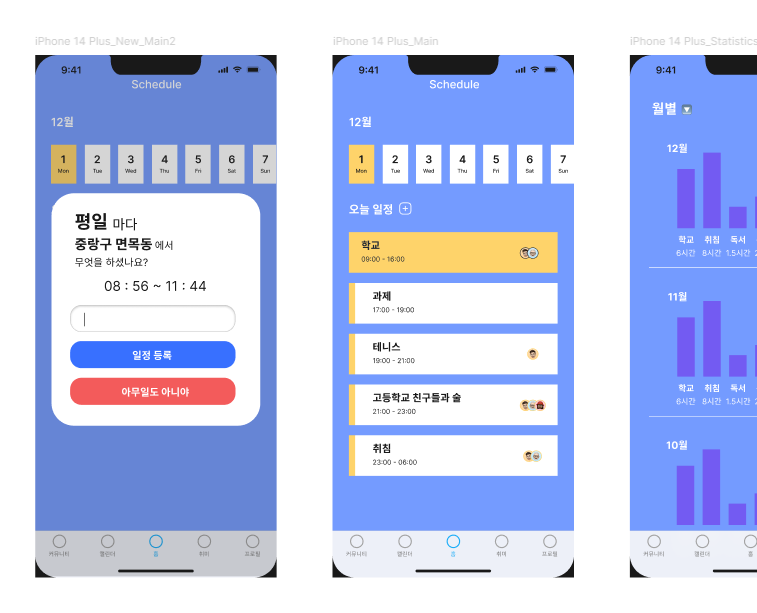 iPhone 14 Plus_New_Main2
9:41
Schedule
12월
1 2 3 4 5 6 7
Mon Tue Wed Thu Fri Sat Sun
평일 마다
중랑구 면목동 에서
무엇을 하셨나요?
08 : 56 ~ 11 : 44
일정 등록
아무일도 아니야
커뮤니티 캘린더 홈 취미 프로필
iPhone 14 Plus_Main
9:41
Schedule
12월
1 2 3 4 5 6 7
Mon Tue Wed Thu Fri Sat Sun
오늘 일정
학교
09:00 - 16:00
과제
17:00 - 19:00
테니스
19:00 - 21:00
고등학교 친구들과 술
21:00 - 23:00
취침
23:00 - 06:00
커뮤니티 캘린더 홈 취미 프로필
iPhone 14 Plus_Statistics
9:41
월별
12월
학교 취침 독서
6시간 8시간 1.5시간
11월
학교 취침 독서
6시간 8시간 1.5시간
10월
커뮤니티 캘린더 홈